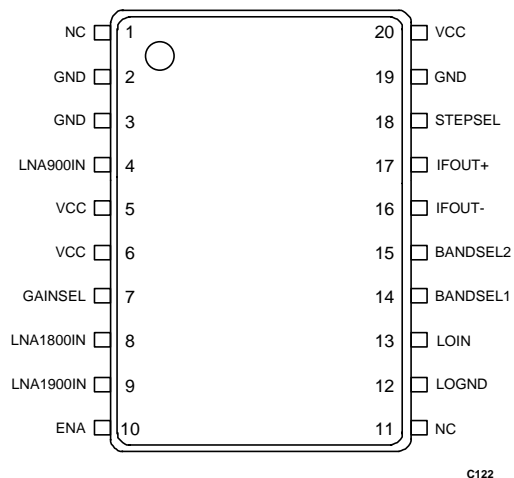 NC 1 20 VCC
GND 2 19 GND
GND 3 18 STEPSEL
LNA900IN 4 17 IFOUT+
VCC 5 16 IFOUT-
VCC 6 15 BANDSEL2
GAINSEL 7 14 BANDSEL1
LNA1800IN 8 13 LOIN
LNA1900IN 9 12 LOGND
ENA 10 11 NC
C122